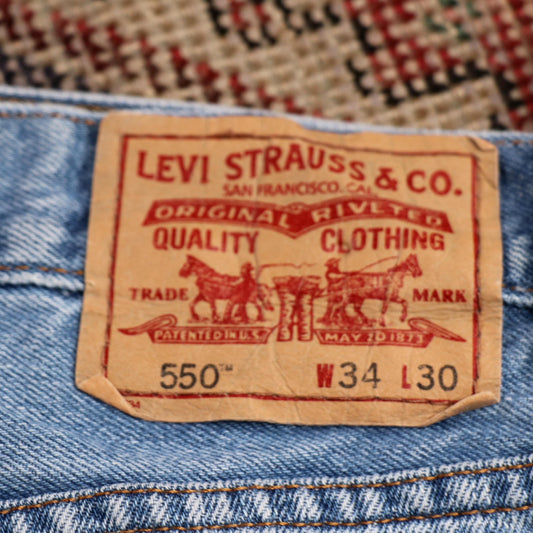 LEVI STRAUSS & CO.
SAN FRANCISCO, CAL.
ORIGINAL RIVETED
QUALITY CLOTHING
TRADE MARK
PATENTED IN U.S. MAY 20 1873
550™ W34 L30